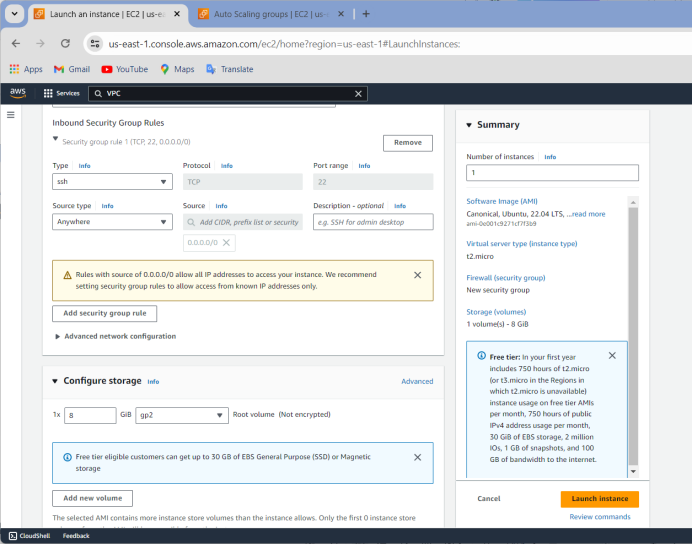 Launch an instance | EC2 | us-e
Auto Scaling groups | EC2 | us-e
us-east-1.console.aws.amazon.com/ec2/home?region=us-east-1#LaunchInstances:
Apps
Gmail
YouTube
Maps
Translate
aws
Services
VPC
Inbound Security Group Rules
Security group rule 1 (TCP, 22, 0.0.0.0/0)
Remove
Type Info
Protocol Info
Port range Info
ssh
TCP
22
Source type Info
Source Info
Description - optional Info
Anywhere
Add CIDR, prefix list or security
e.g. SSH for admin desktop
0.0.0.0/0
Rules with source of 0.0.0.0/0 allow all IP addresses to access your instance. We recommend
setting security group rules to allow access from known IP addresses only.
Add security group rule
Advanced network configuration
Configure storage Info
Advanced
1x
8
GiB
gp2
Root volume (Not encrypted)
Free tier eligible customers can get up to 30 GB of EBS General Purpose (SSD) or Magnetic
storage
Add new volume
The selected AMI contains more instance store volumes than the instance allows. Only the first 0 instance store
Summary
Number of instances Info
1
Software Image (AMI)
Canonical, Ubuntu, 22.04 LTS, ...read more
ami-0e001c9271cf7f3b9
Virtual server type (instance type)
t2.micro
Firewall (security group)
New security group
Storage (volumes)
1 volume(s) - 8 GiB
Free tier: In your first year
includes 750 hours of t2.micro
(or t3.micro in the Regions in
which t2.micro is unavailable)
instance usage on free tier AMIs
per month, 750 hours of public
IPv4 address usage per month,
30 GiB of EBS storage, 2 million
IOs, 1 GB of snapshots, and 100
GB of bandwidth to the internet.
Cancel
Launch instance
Review commands
CloudShell
Feedback